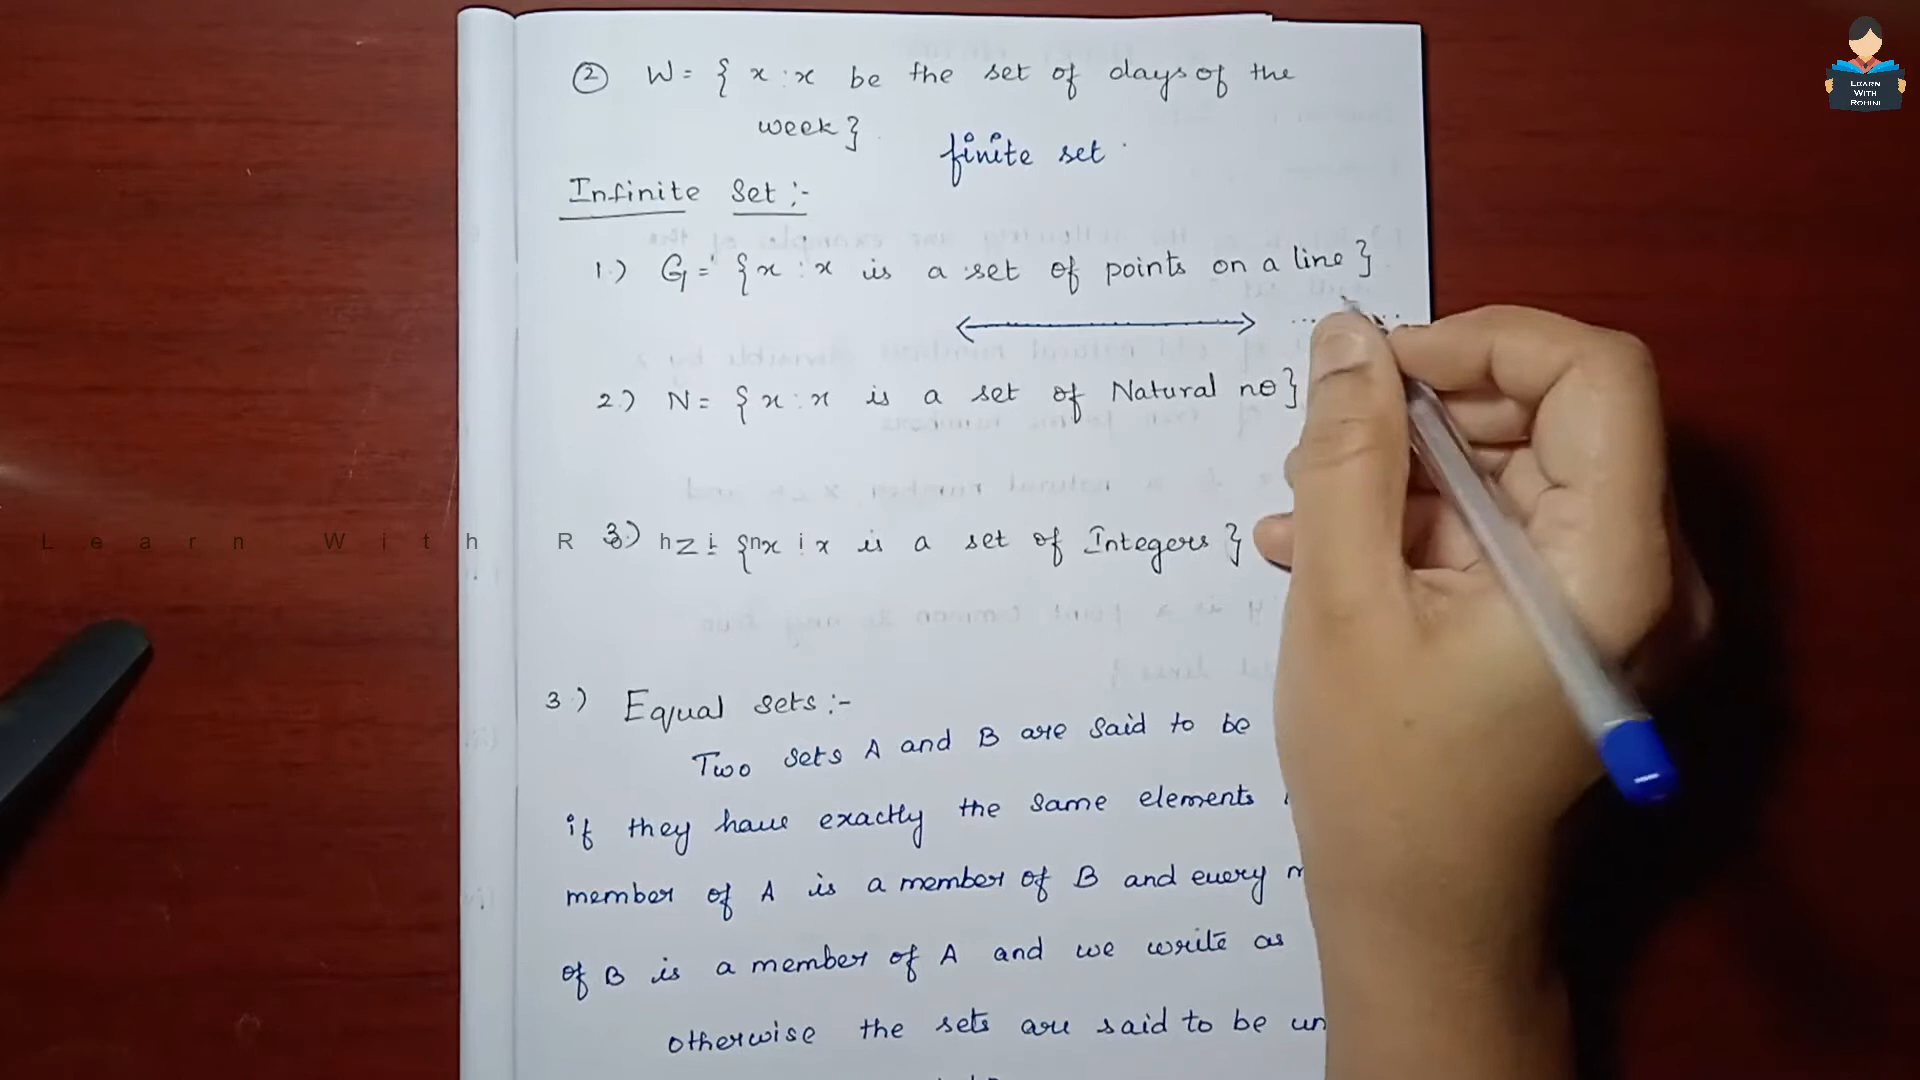 ② W = { x : x be the set of days of the
week}
finite set.
Infinite Set :-
1.) G = {x : x is a set of points on a line}
2.) N = {x : x is a set of Natural no}
3.) Z = {x : x is a set of Integers}
3.) Equal sets :-
Two sets A and B are said to be
if they have exactly the same elements
member of A is a member of B and every
of B is a member of A and we write as
otherwise the sets are said to be un
LEARN
WITH
ROHINI
Learn With